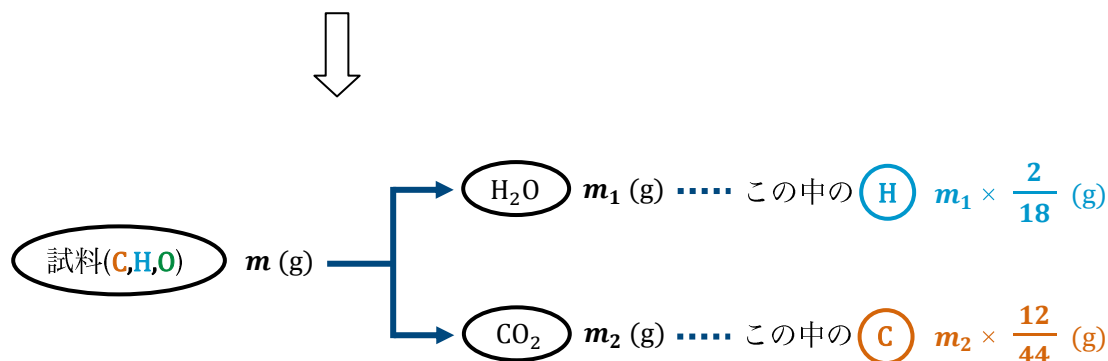 H₂O m₁ (g) ⋯⋯ この中の H m₁ × 2/18 (g)
試料(C,H,O) m (g)
CO₂ m₂ (g) ⋯⋯ この中の C m₂ × 12/44 (g)